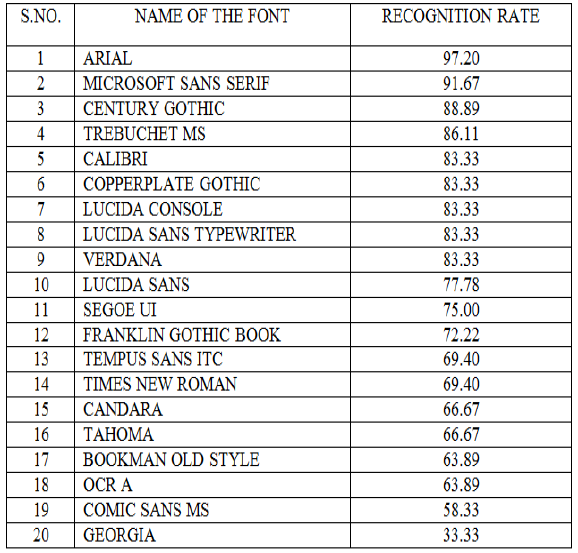 S.NO. NAME OF THE FONT RECOGNITION RATE
1 ARIAL 97.20
2 MICROSOFT SANS SERIF 91.67
3 CENTURY GOTHIC 88.89
4 TREBUCHET MS 86.11
5 CALIBRI 83.33
6 COPPERPLATE GOTHIC 83.33
7 LUCIDA CONSOLE 83.33
8 LUCIDA SANS TYPEWRITER 83.33
9 VERDANA 83.33
10 LUCIDA SANS 77.78
11 SEGOE UI 75.00
12 FRANKLIN GOTHIC BOOK 72.22
13 TEMPUS SANS ITC 69.40
14 TIMES NEW ROMAN 69.40
15 CANDARA 66.67
16 TAHOMA 66.67
17 BOOKMAN OLD STYLE 63.89
18 OCR A 63.89
19 COMIC SANS MS 58.33
20 GEORGIA 33.33